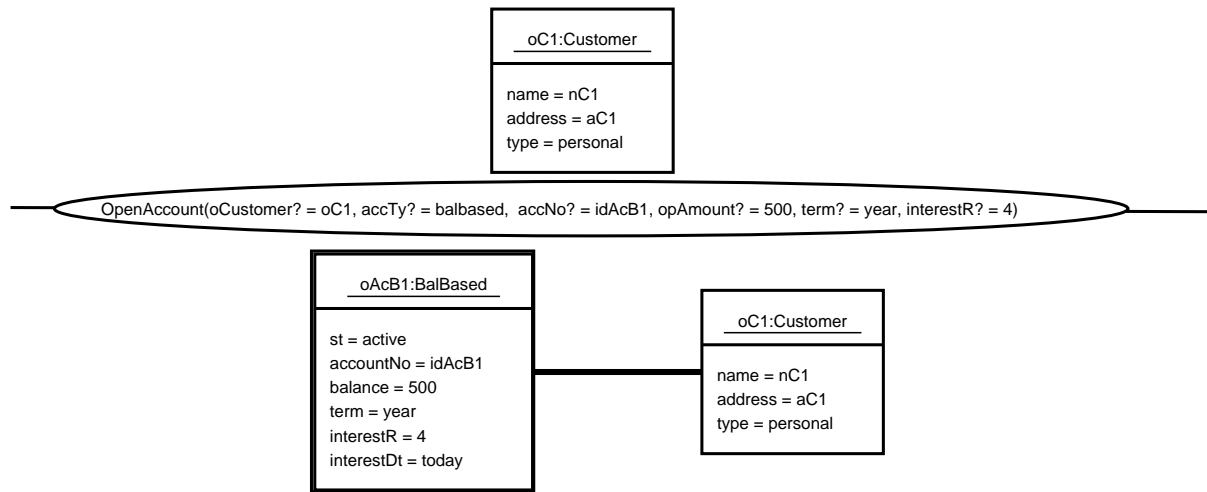 oC1:Customer
name = nC1
address = aC1
type = personal
OpenAccount(oCustomer? = oC1, accTy? = balbased, accNo? = idAcB1, opAmount? = 500, term? = year, interestR? = 4)
oAcB1:BalBased
st = active
accountNo = idAcB1
balance = 500
term = year
interestR = 4
interestDt = today
oC1:Customer
name = nC1
address = aC1
type = personal